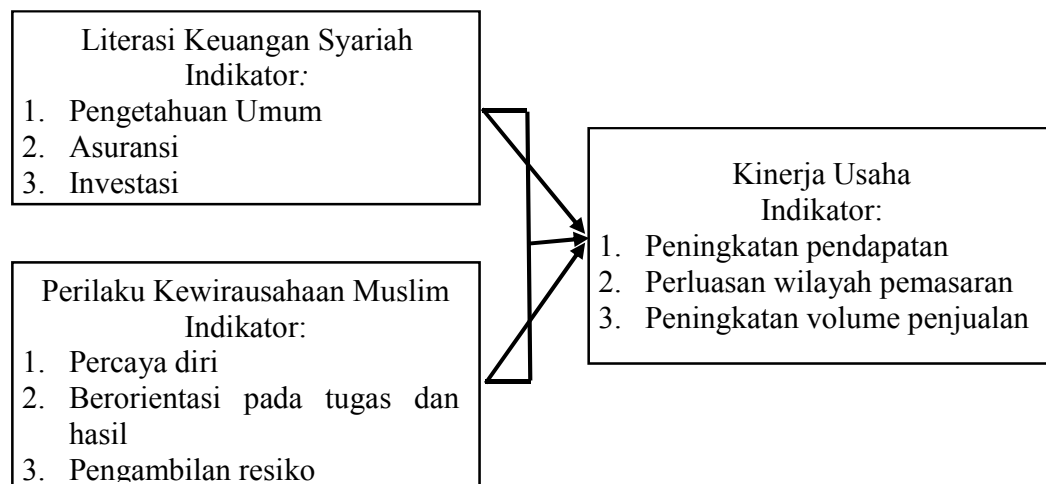 Literasi Keuangan Syariah
Indikator:
1. Pengetahuan Umum
2. Asuransi
3. Investasi
Perilaku Kewirausahaan Muslim
Indikator:
1. Percaya diri
2. Berorientasi pada tugas dan
hasil
3. Pengambilan resiko
Kinerja Usaha
Indikator:
1. Peningkatan pendapatan
2. Perluasan wilayah pemasaran
3. Peningkatan volume penjualan